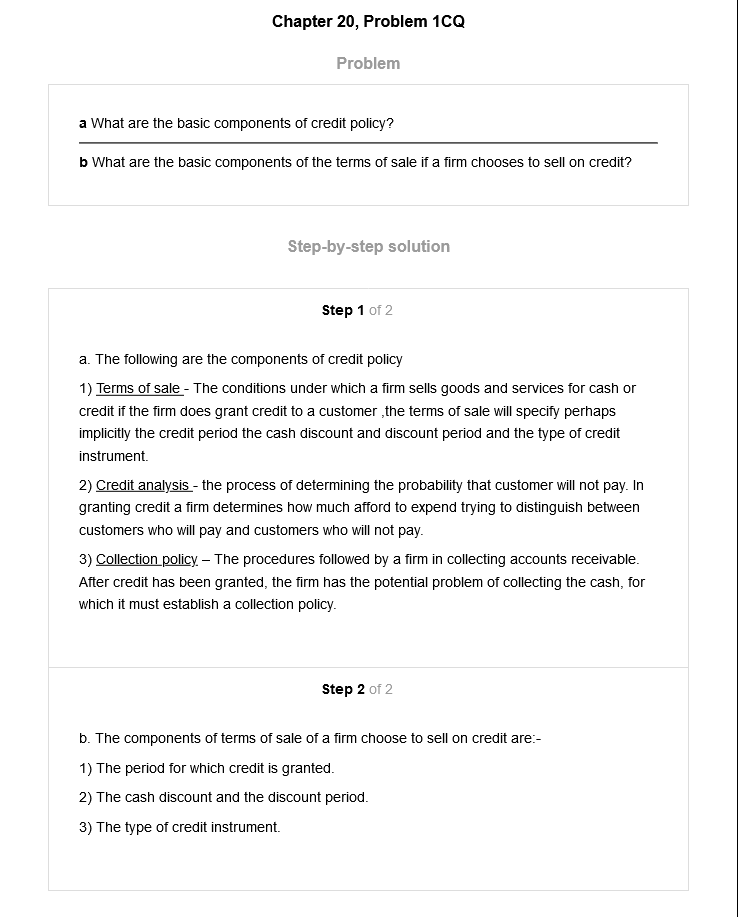 Chapter 20, Problem 1CQ
Problem
a What are the basic components of credit policy?
b What are the basic components of the terms of sale if a firm chooses to sell on credit?
Step-by-step solution
Step 1 of 2
a. The following are the components of credit policy
1) Terms of sale - The conditions under which a firm sells goods and services for cash or
credit if the firm does grant credit to a customer ,the terms of sale will specify perhaps
implicitly the credit period the cash discount and discount period and the type of credit
instrument.
2) Credit analysis - the process of determining the probability that customer will not pay. In
granting credit a firm determines how much afford to expend trying to distinguish between
customers who will pay and customers who will not pay.
3) Collection policy – The procedures followed by a firm in collecting accounts receivable.
After credit has been granted, the firm has the potential problem of collecting the cash, for
which it must establish a collection policy.
Step 2 of 2
b. The components of terms of sale of a firm choose to sell on credit are:-
1) The period for which credit is granted.
2) The cash discount and the discount period.
3) The type of credit instrument.